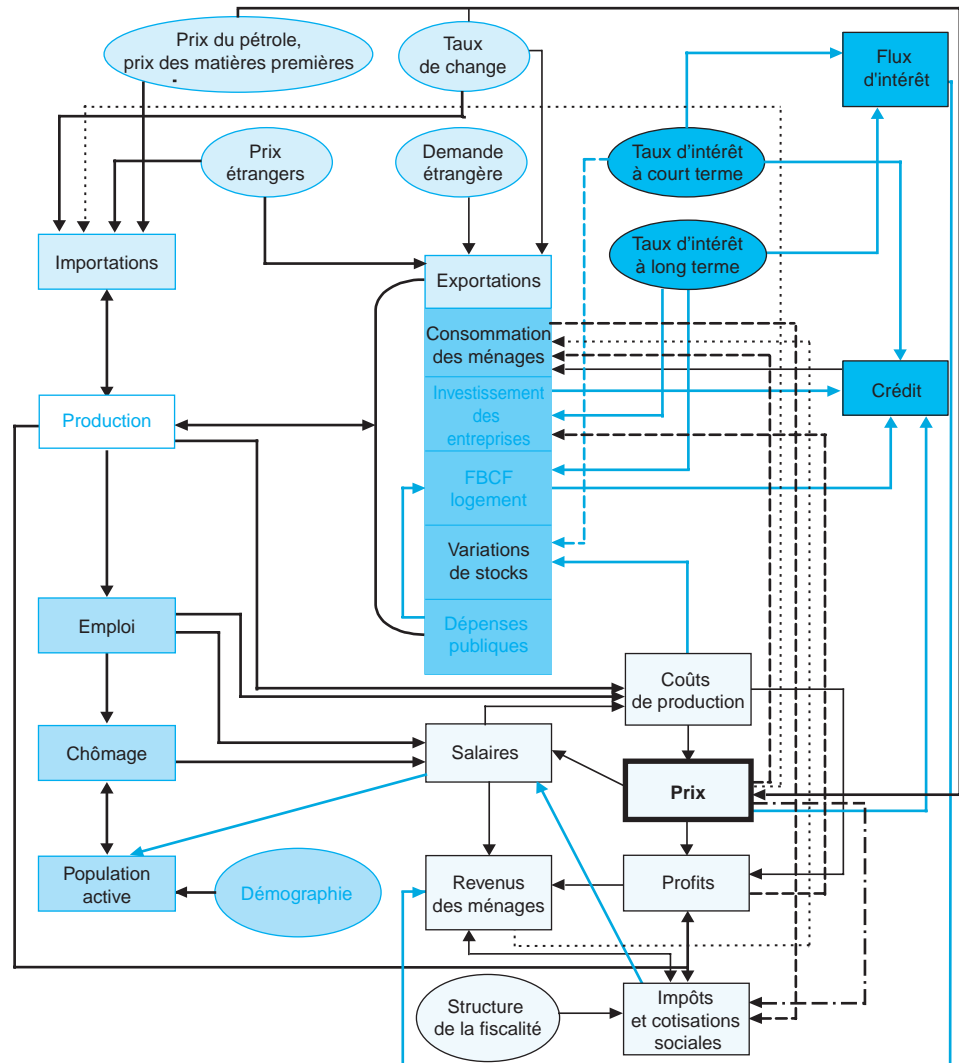 Prix du pétrole,
prix des matières premières
Taux
de change
Flux
d'intérêt
Prix
étrangers
Demande
étrangère
Taux d'intérêt
à court terme
Taux d'intérêt
à long terme
Importations
Exportations
Consommation
des ménages
Investissement
des
entreprises
Crédit
Production
FBCF
logement
Variations
de stocks
Dépenses
publiques
Emploi
Coûts
de production
Chômage
Salaires
Prix
Population
active
Démographie
Revenus
des ménages
Profits
Structure
de la fiscalité
Impôts
et cotisations
sociales